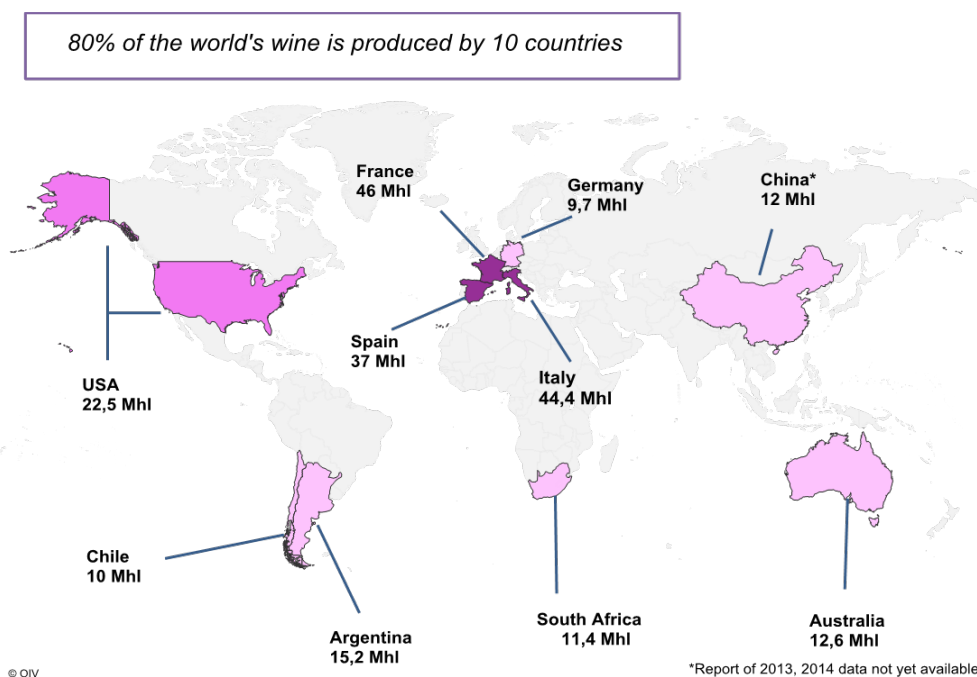 80% of the world's wine is produced by 10 countries
France
46 Mhl
Germany
9,7 Mhl
China*
12 Mhl
Spain
37 Mhl
Italy
44,4 Mhl
USA
22,5 Mhl
Chile
10 Mhl
Argentina
15,2 Mhl
South Africa
11,4 Mhl
Australia
12,6 Mhl
© OIV
*Report of 2013, 2014 data not yet available